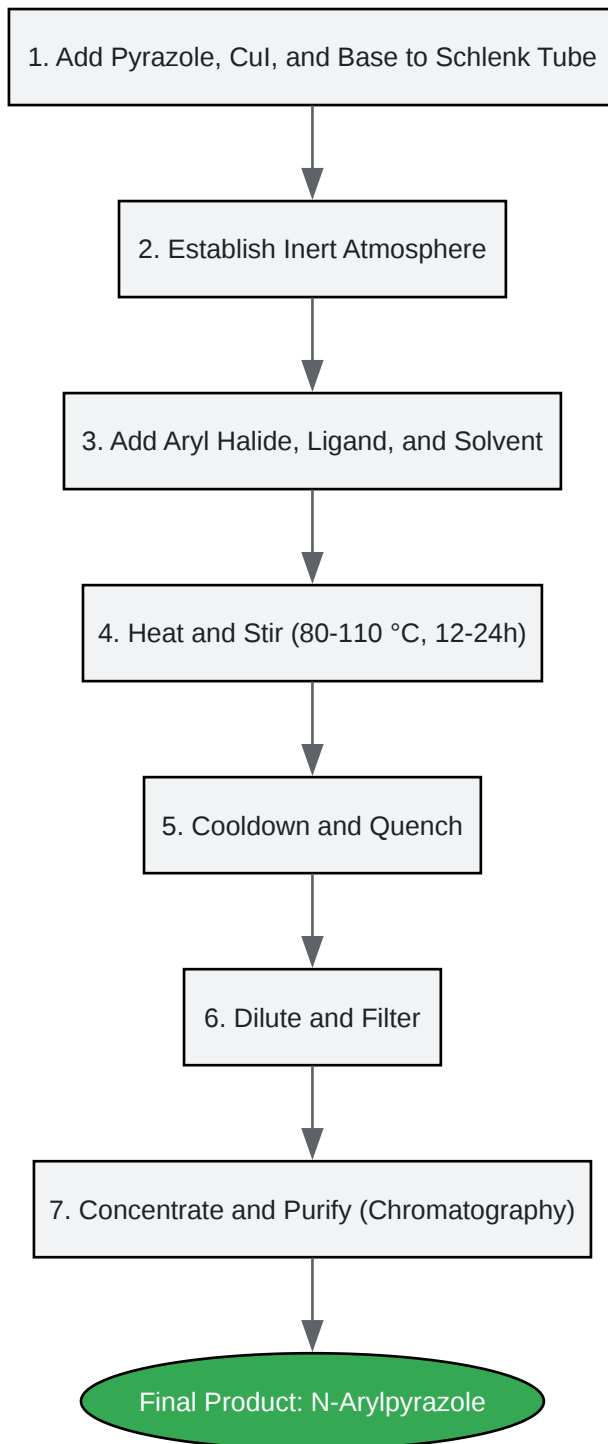 1. Add Pyrazole, CuI, and Base to Schlenk Tube
2. Establish Inert Atmosphere
3. Add Aryl Halide, Ligand, and Solvent
4. Heat and Stir (80-110 °C, 12-24h)
5. Cooldown and Quench
6. Dilute and Filter
7. Concentrate and Purify (Chromatography)
Final Product: N-Arylpyrazole